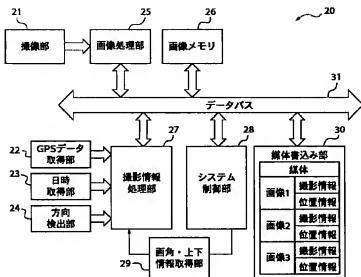 20
21
25
26
撮像部
画像処理部
画像メモリ
31
データバス
27
28
30
22
GPSデータ
取得部
23
日時
取得部
24
方向
検出部
撮影情報
処理部
システム
制御部
画角・上下
情報取得部
29
媒体書込み部
媒体
画像1
撮影情報
位置情報
画像2
撮影情報
位置情報
画像3
撮影情報
位置情報